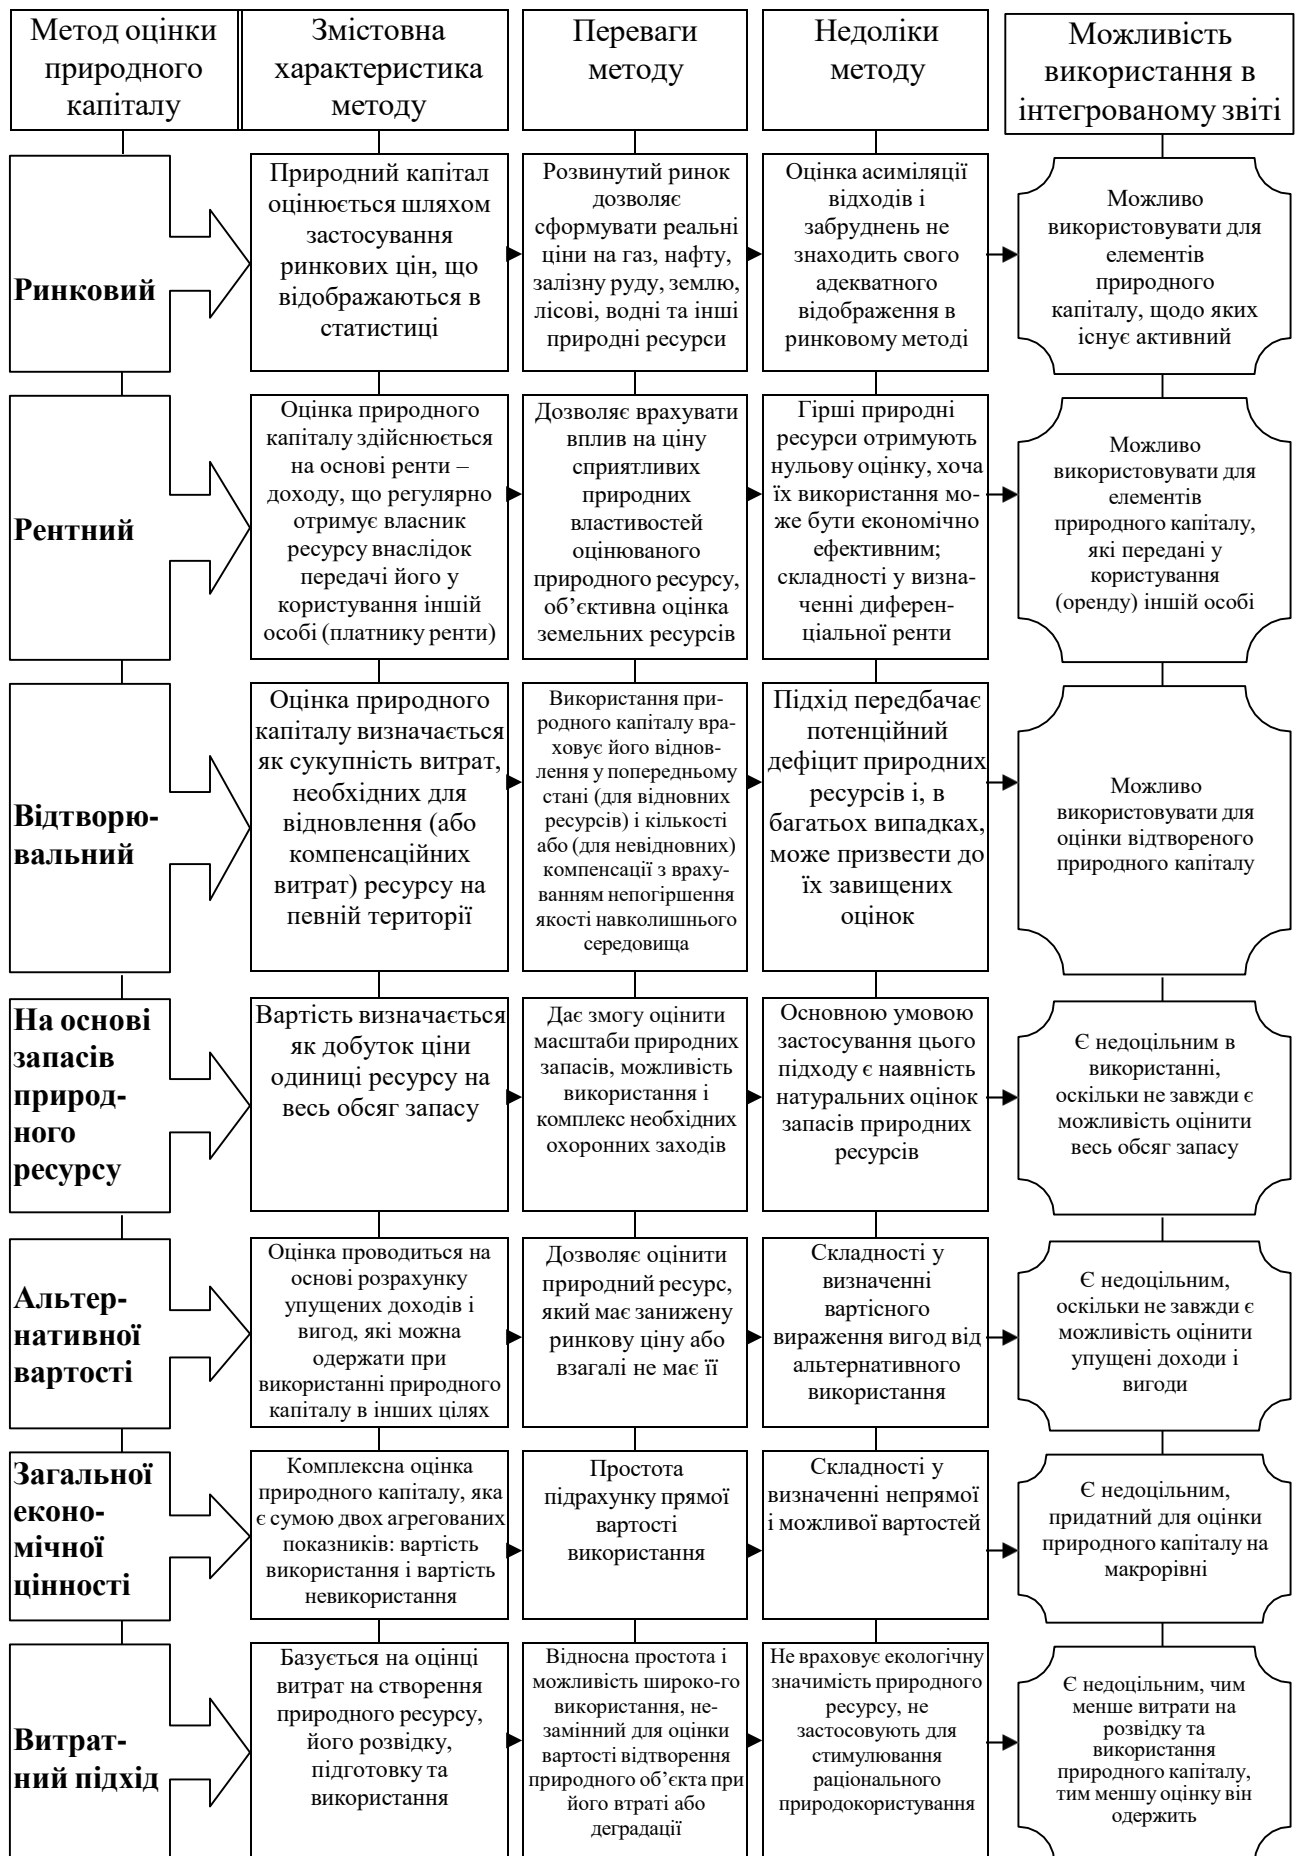 Метод оцінки
природного
капіталу
Змістовна
характеристика
методу
Переваги
методу
Недоліки
методу
Можливість
використання в
інтегрованому звіті
Ринковий
Природний капітал
оцінюється шляхом
застосування
ринкових цін, що
відображаються в
статистиці
Розвинутий ринок
дозволяє
сформувати реальні
ціни на газ, нафту,
залізну руду, землю,
лісові, водні та інші
природні ресурси
Оцінка асиміляції
відходів і
забруднень не
знаходить свого
адекватного
відображення в
ринковому методі
Можливо
використовувати для
елементів
природного
капіталу, щодо яких
існує активний
Рентний
Оцінка природного
капіталу здійснюється
на основі ренти –
доходу, що регулярно
отримує власник
ресурсу внаслідок
передачі його у
користування іншій
особі (платнику ренти)
Дозволяє врахувати
вплив на ціну
сприятливих
природних
властивостей
оцінюваного
природного ресурсу,
об’єктивна оцінка
земельних ресурсів
Гірші природні
ресурси отримують
нульову оцінку, хоча
їх використання мо-
же бути економічно
ефективним;
складності у визна-
ченні диферен-
ціальної ренти
Можливо
використовувати для
елементів
природного капіталу,
які передані у
користування
(оренду) іншій особі
Відтворю-
вальний
Оцінка природного
капіталу визначається
як сукупність витрат,
необхідних для
відновлення (або
компенсаційних
витрат) ресурсу на
певній території
Використання при-
родного капіталу вра-
ховує його віднов-
лення у попередньому
стані (для відновних
ресурсів) і кількості
або (для невідновних)
компенсації з враху-
ванням непогіршення
якості навколишнього
середовища
Підхід передбачає
потенційний
дефіцит природних
ресурсів і, в
багатьох випадках,
може призвести до
їх завищених
оцінок
Можливо
використовувати для
оцінки відтвореного
природного капіталу
На основі
запасів
природ-
ного
ресурсу
Вартість визначається
як добуток ціни
одиниці ресурсу на
весь обсяг запасу
Дає змогу оцінити
масштаби природних
запасів, можливість
використання і
комплекс необхідних
охоронних заходів
Основною умовою
застосування цього
підходу є наявність
натуральних оцінок
запасів природних
ресурсів
Є недоцільним в
використанні,
оскільки не завжди є
можливість оцінити
весь обсяг запасу
Альтер-
нативної
вартості
Оцінка проводиться на
основі розрахунку
упущених доходів і
вигод, які можна
одержати при
використанні природного
капіталу в інших цілях
Дозволяє оцінити
природний ресурс,
який має занижену
ринкову ціну або
взагалі не має її
Складності у
визначенні
вартісного
вираження вигод від
альтернативного
використання
Є недоцільним,
оскільки не завжди є
можливість оцінити
упущені доходи і
вигоди
Загальної
еконо-
мічної
цінності
Комплексна оцінка
природного капіталу, яка
є сумою двох агрегованих
показників: вартість
використання і вартість
невикористання
Простота
підрахунку прямої
вартості
використання
Складності у
визначенні непрямої
і можливої вартостей
Є недоцільним,
придатний для оцінки
природного капіталу на
макрорівні
Витрат-
ний підхід
Базується на оцінці
витрат на створення
природного ресурсу,
його розвідку,
підготовку та
використання
Відносна простота і
можливість широко-го
використання, не-
замінний для оцінки
вартості відтворення
природного об’єкта при
його втраті або
деградації
Не враховує екологічну
значимість природного
ресурсу, не
застосовують для
стимулювання
раціонального
природокористування
Є недоцільним, чим
менше витрати на
розвідку та
використання
природного капіталу,
тим меншу оцінку він
одержить